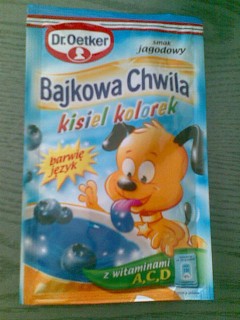 Dr.Oetker
smak
jagodowy
Bajkowa Chwila
kisiel kolorek
barwię
język
z witaminami
A,C,D